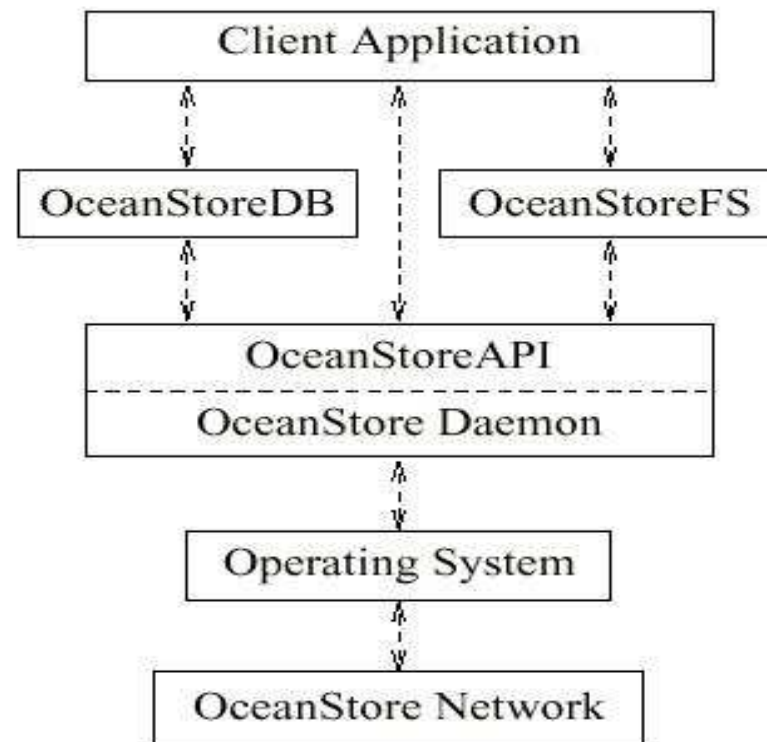 Client Application
OceanStoreDB
OceanStoreFS
OceanStoreAPI
OceanStore Daemon
Operating System
OceanStore Network